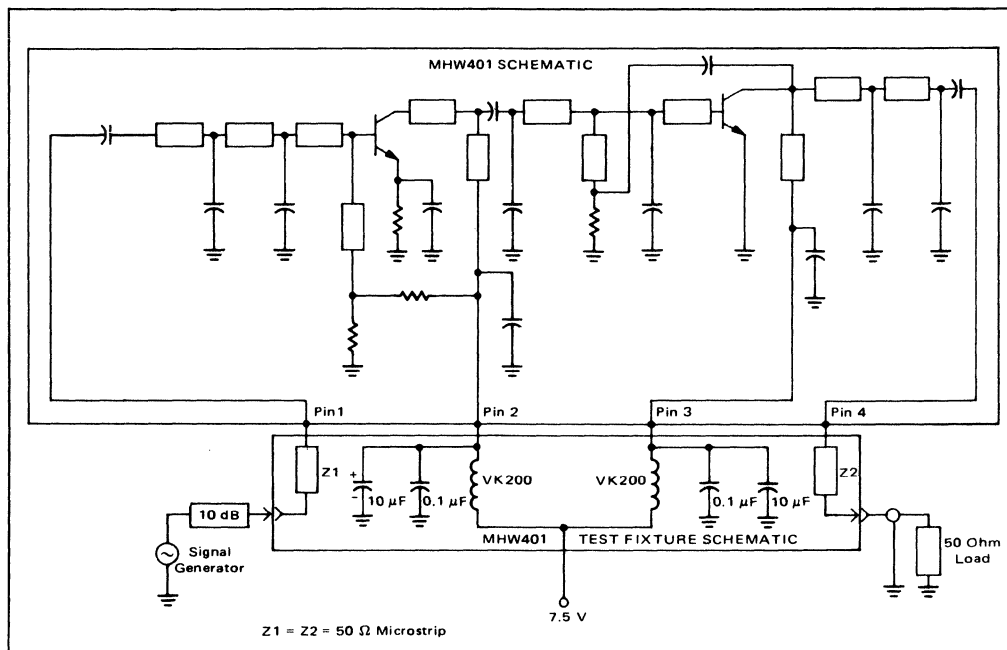 MHW401 SCHEMATIC
Pin1
Pin 2
Pin 3
Pin 4
Z1
+
−
10 μF
0.1 μF
VK200
VK200
0.1 μF
10 μF
Z2
10 dB
Signal
Generator
MHW401 TEST FIXTURE SCHEMATIC
50 Ohm
Load
7.5 V
Z1 = Z2 = 50 Ω Microstrip